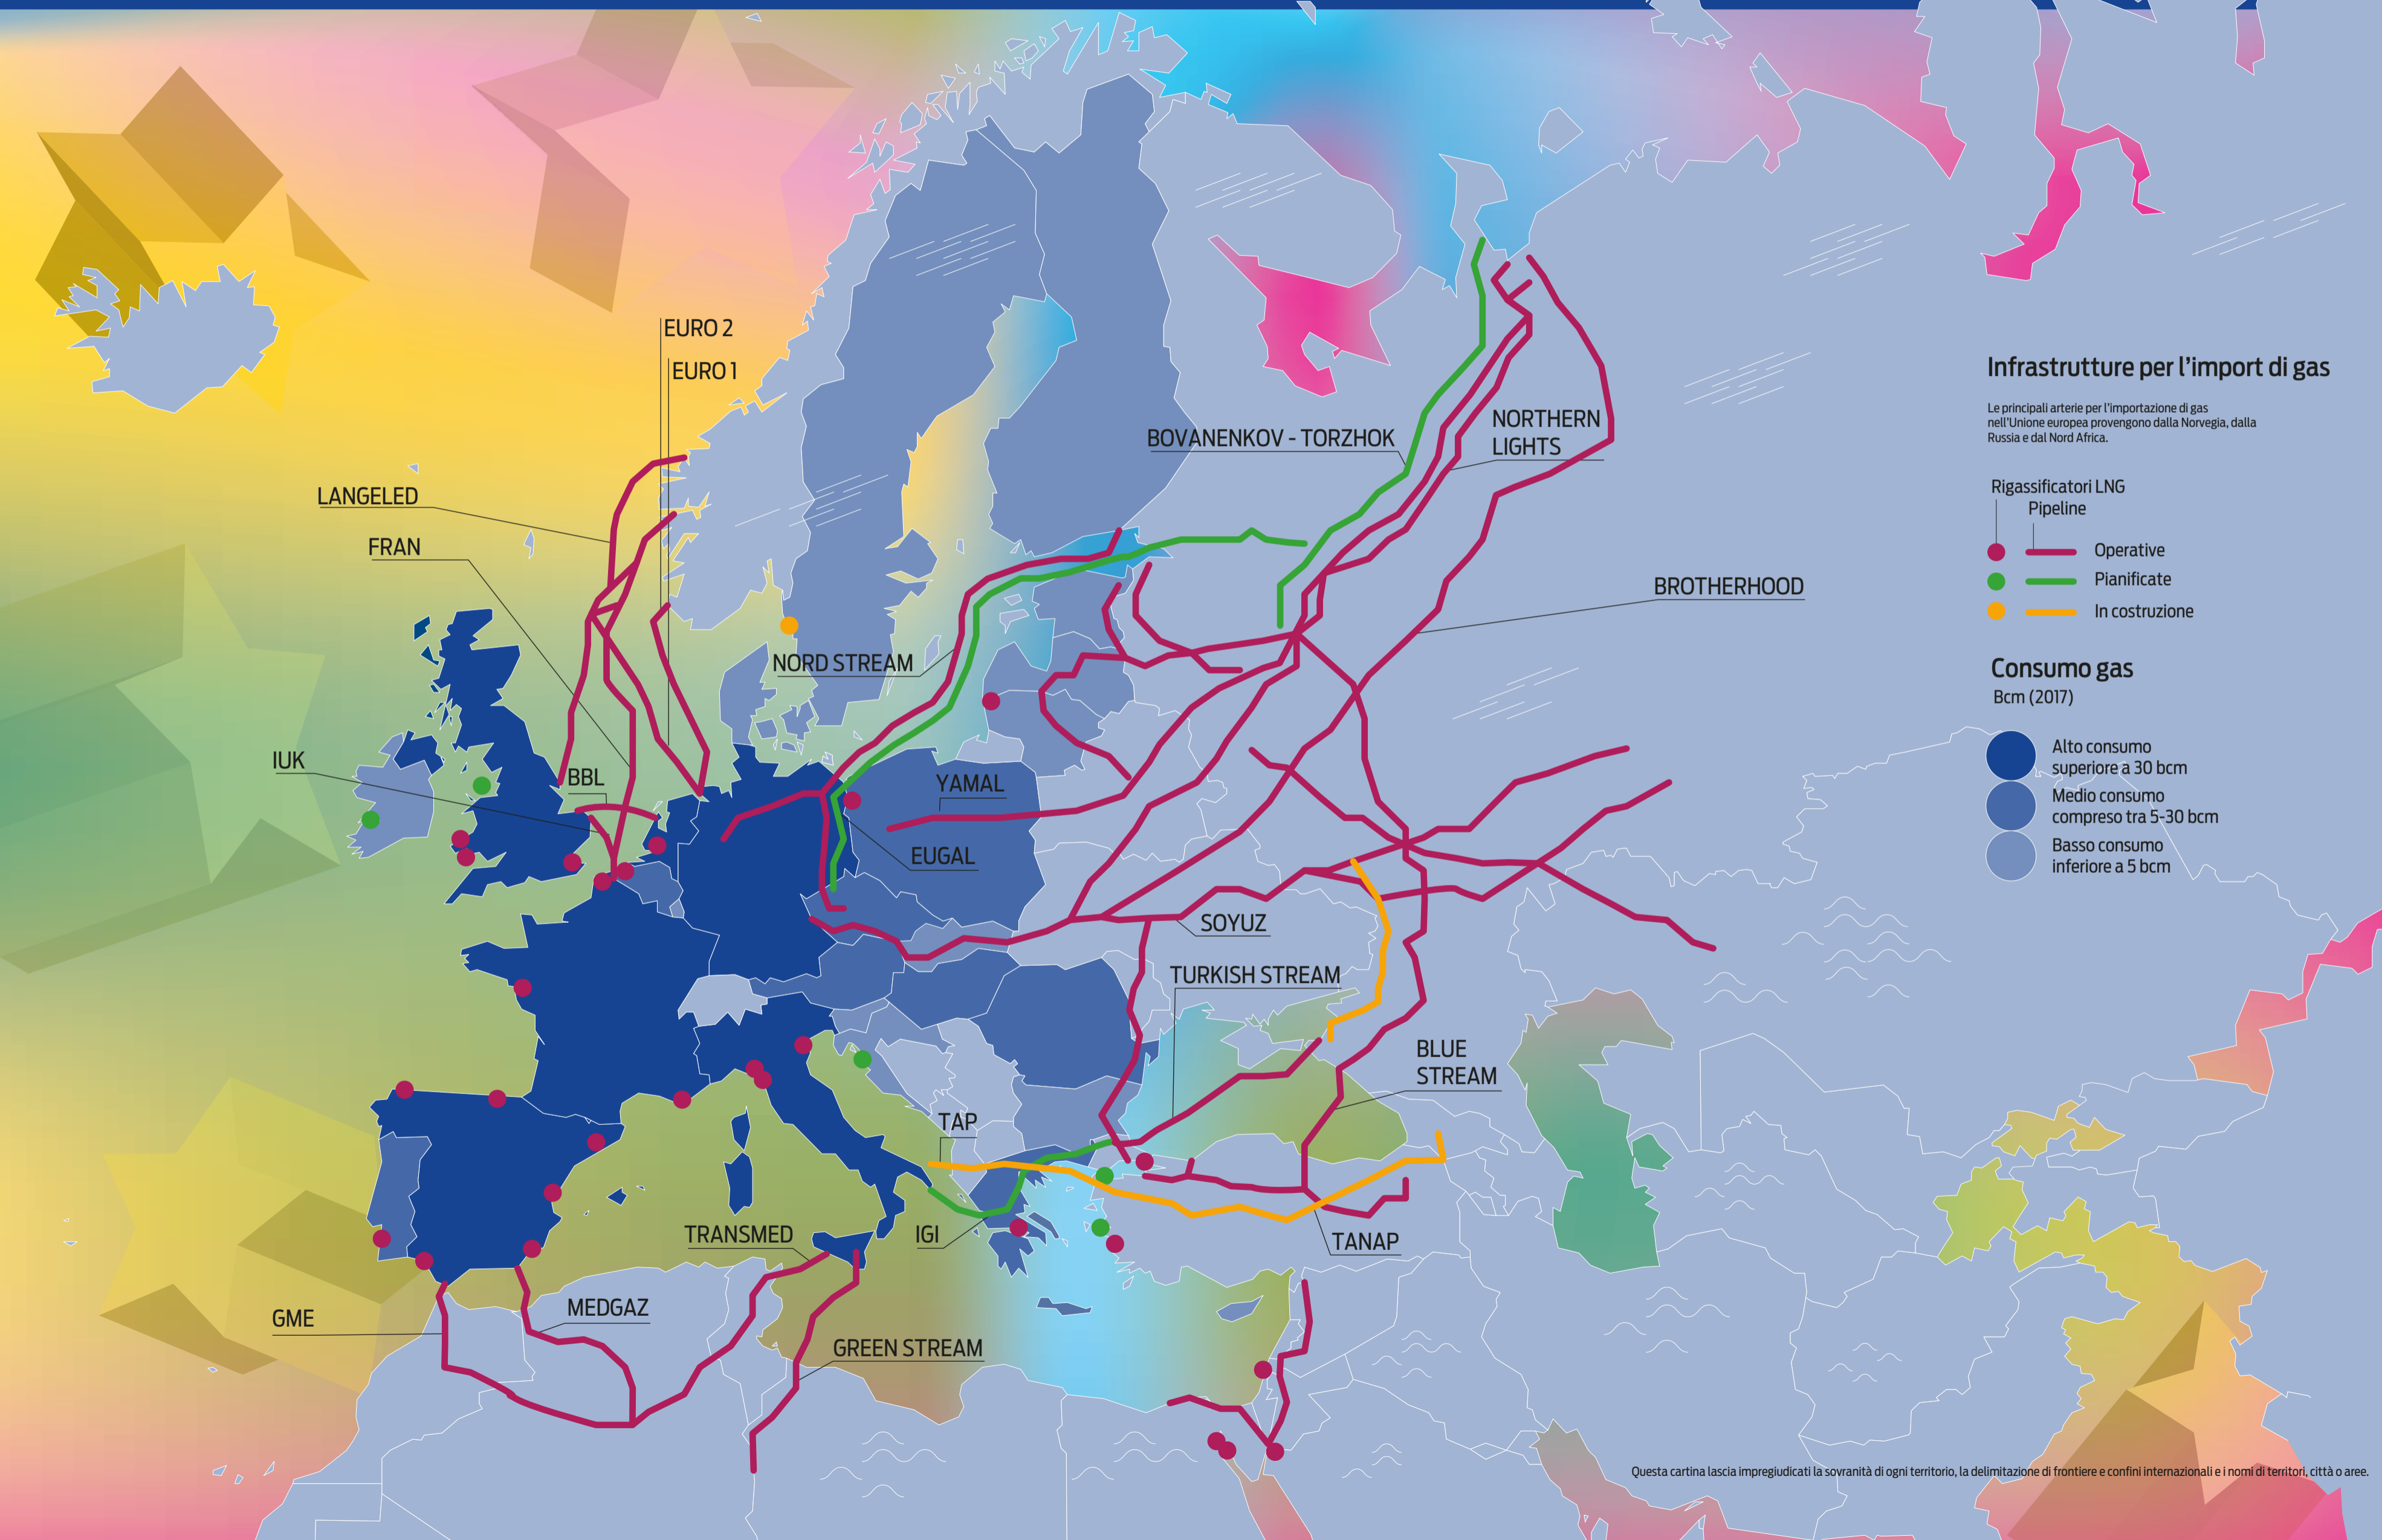 EURO 2
EURO 1
LANGELED
FRAN
IUK
BBL
NORD STREAM
YAMAL
EUGAL
BOVANENKOV - TORZHOK
NORTHERN
LIGHTS
BROTHERHOOD
SOYUZ
TURKISH STREAM
BLUE
STREAM
TAP
IGI
TANAP
TRANSMED
MEDGAZ
GME
GREEN STREAM
Infrastrutture per l'import di gas
Le principali arterie per l'importazione di gas
nell'Unione europea provengono dalla Norvegia, dalla
Russia e dal Nord Africa.
Rigassificatori LNG
Pipeline
Operative
Pianificate
In costruzione
Consumo gas
Bcm (2017)
Alto consumo
superiore a 30 bcm
Medio consumo
compreso tra 5-30 bcm
Basso consumo
inferiore a 5 bcm
Questa cartina lascia impregiudicati la sovranità di ogni territorio, la delimitazione di frontiere e confini internazionali e i nomi di territori, città o aree.